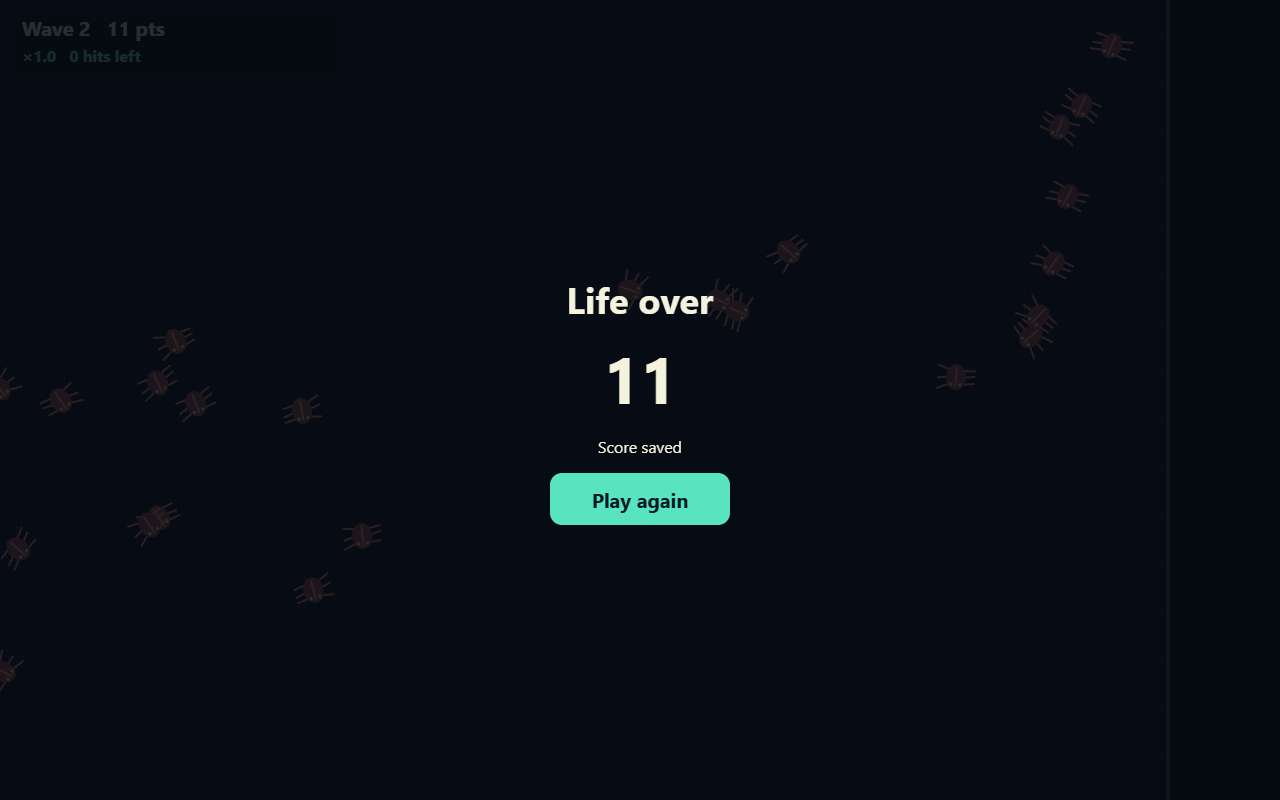 Wave 2 11 pts
×1.0 0 hits left
Life over
11
Score saved
Play again